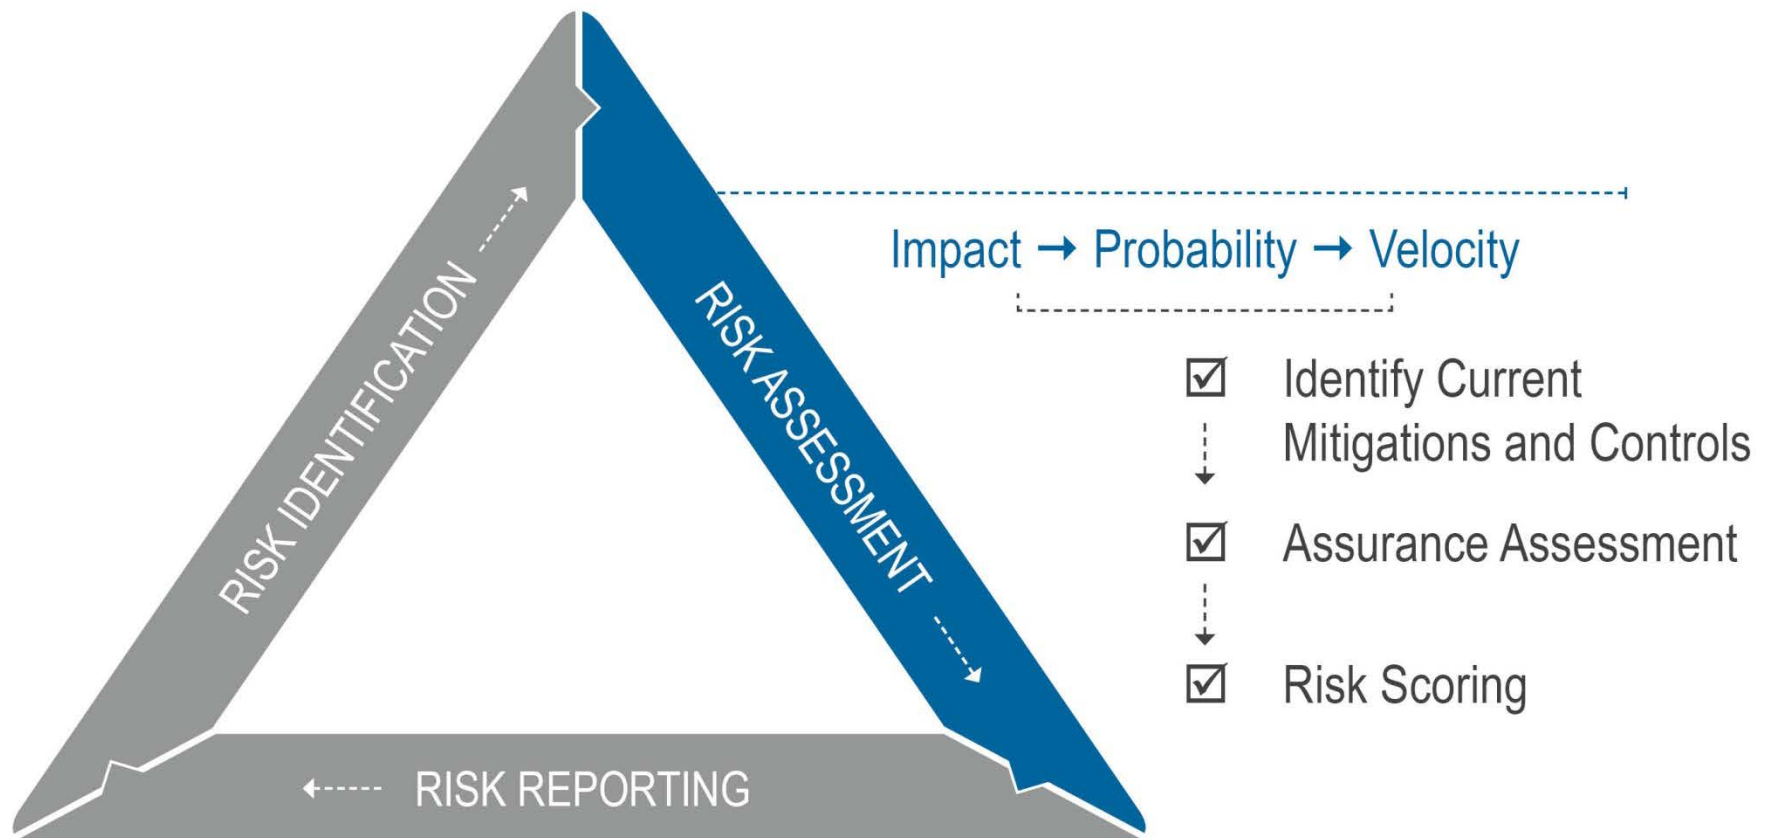 RISK IDENTIFICATION
RISK ASSESSMENT
RISK REPORTING
Impact → Probability → Velocity
☑ Identify Current
Mitigations and Controls
☑ Assurance Assessment
☑ Risk Scoring